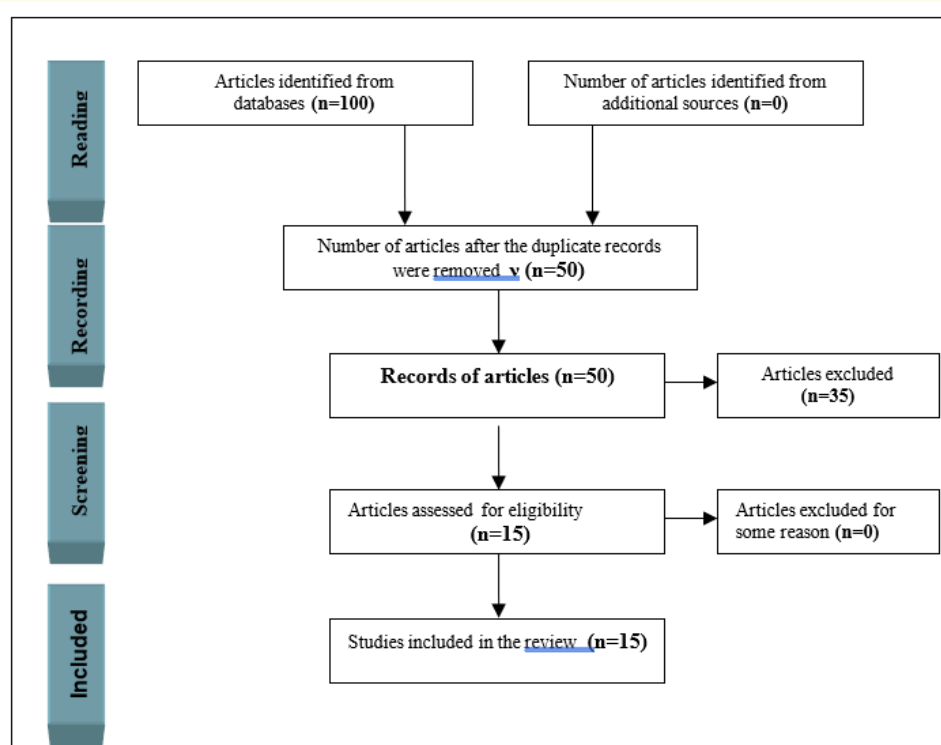 Reading
Articles identified from
databases (n=100)
Number of articles identified from
additional sources (n=0)
Recording
Number of articles after the duplicate records
were removed ν (n=50)
Records of articles (n=50)
Articles excluded
(n=35)
Screening
Articles assessed for eligibility
(n=15)
Articles excluded for
some reason (n=0)
Included
Studies included in the review (n=15)